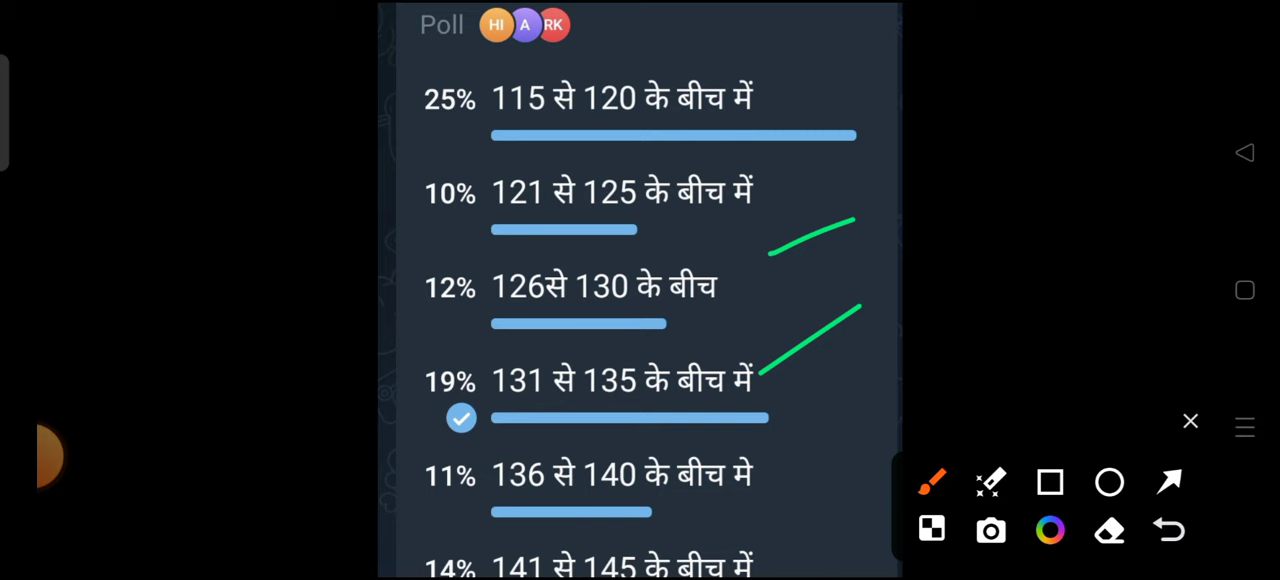 Poll HI A RK
25% 115 से 120 के बीच में
10% 121 से 125 के बीच में
12% 126से 130 के बीच
19% 131 से 135 के बीच में
11% 136 से 140 के बीच मे
14% 141 से 145 के बीच में